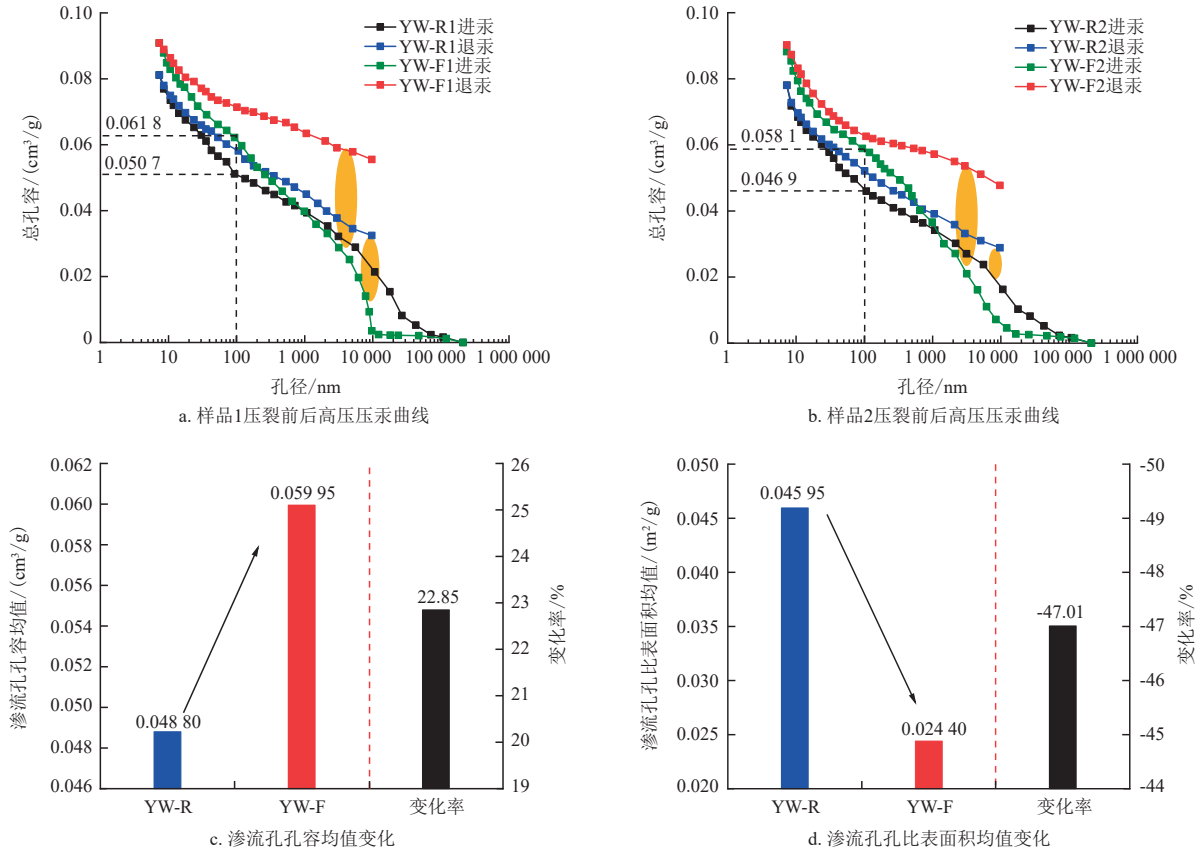 YW-R1进汞
YW-R1退汞
YW-F1进汞
YW-F1退汞
0.10
0.08
0.06
0.04
0.02
0
0.061 8
0.050 7
总孔容/(cm³/g)
1 10 100 1 000 10 000 100 000 1 000 000
孔径/nm
a. 样品1压裂前后高压压汞曲线
YW-R2进汞
YW-R2退汞
YW-F2进汞
YW-F2退汞
0.10
0.08
0.06
0.04
0.02
0
0.058 1
0.046 9
总孔容/(cm³/g)
1 10 100 1 000 10 000 100 000 1 000 000
孔径/nm
b. 样品2压裂前后高压压汞曲线
0.062
0.060
0.058
0.056
0.054
0.052
0.050
0.048
0.046
渗流孔孔容均值/(cm³/g)
0.048 80
0.059 95
22.85
26
25
24
23
22
21
20
19
变化率/%
YW-R YW-F 变化率
c. 渗流孔孔容均值变化
0.050
0.045
0.040
0.035
0.030
0.025
0.020
渗流孔孔比表面积均值/(m²/g)
0.045 95
0.024 40
-47.01
-50
-49
-48
-47
-46
-45
-44
变化率/%
YW-R YW-F 变化率
d. 渗流孔孔比表面积均值变化